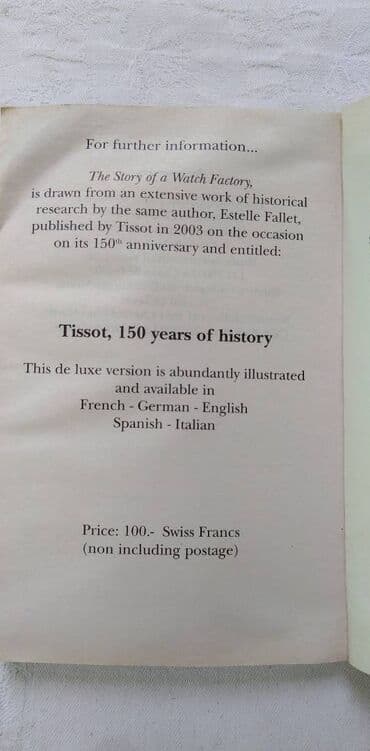 For further information...
The Story of a Watch Factory,
is drawn from an extensive work of historical
research by the same author, Estelle Fallet,
published by Tissot in 2003 on the occasion
on its 150th anniversary and entitled:
Tissot, 150 years of history
This de luxe version is abundantly illustrated
and available in
French - German - English
Spanish - Italian
Price: 100.- Swiss Francs
(non including postage)